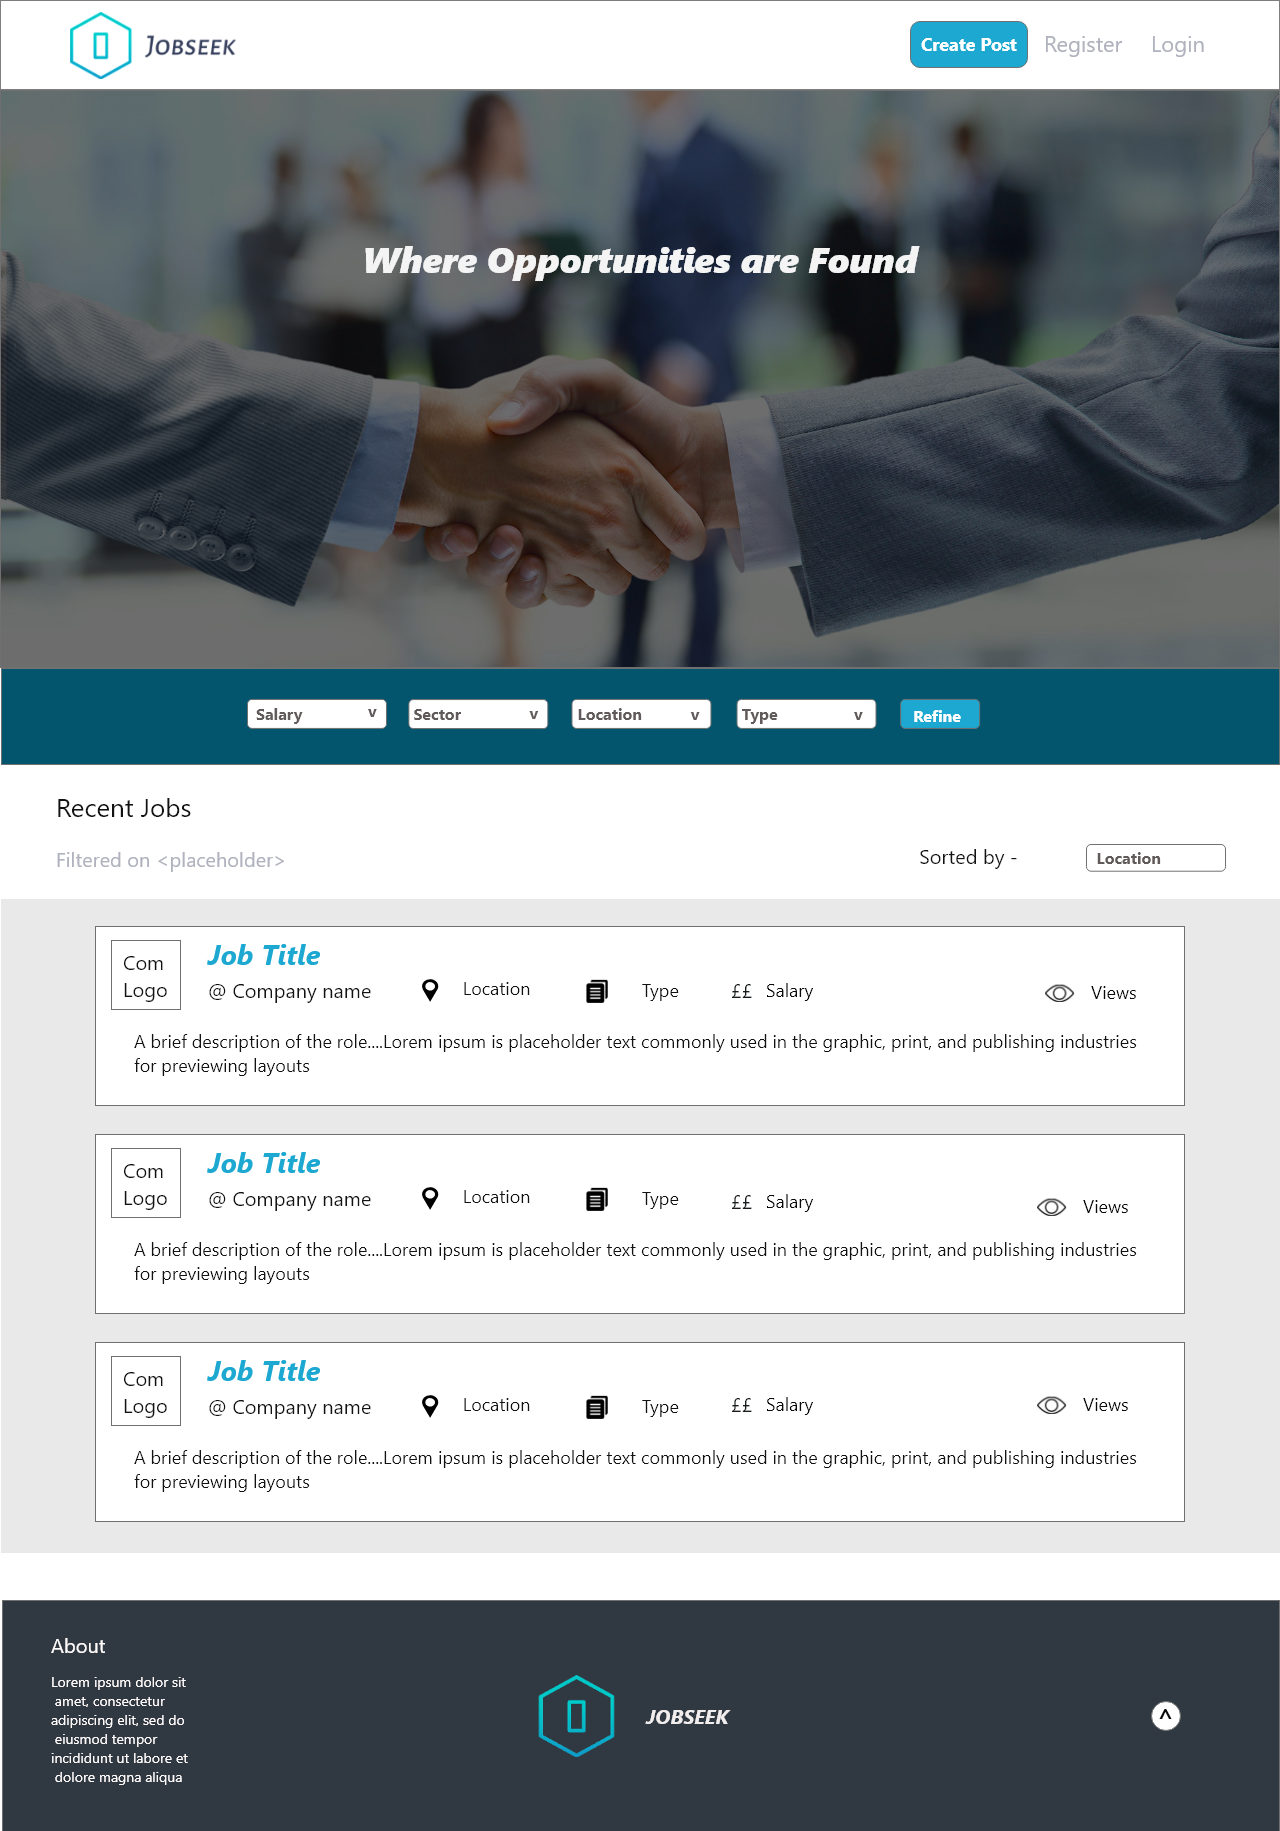 JOBSEEK
Create Post Register Login
Where Opportunities are Found
Salary v Sector v Location v Type v Refine
Recent Jobs
Filtered on <placeholder>
Sorted by - Location
Com
Logo
Job Title
@ Company name Location Type ££ Salary Views
A brief description of the role....Lorem ipsum is placeholder text commonly used in the graphic, print, and publishing industries
for previewing layouts
Com
Logo
Job Title
@ Company name Location Type ££ Salary Views
A brief description of the role....Lorem ipsum is placeholder text commonly used in the graphic, print, and publishing industries
for previewing layouts
Com
Logo
Job Title
@ Company name Location Type ££ Salary Views
A brief description of the role....Lorem ipsum is placeholder text commonly used in the graphic, print, and publishing industries
for previewing layouts
About
Lorem ipsum dolor sit
amet, consectetur
adipiscing elit, sed do
eiusmod tempor
incididunt ut labore et
dolore magna aliqua
JOBSEEK
^